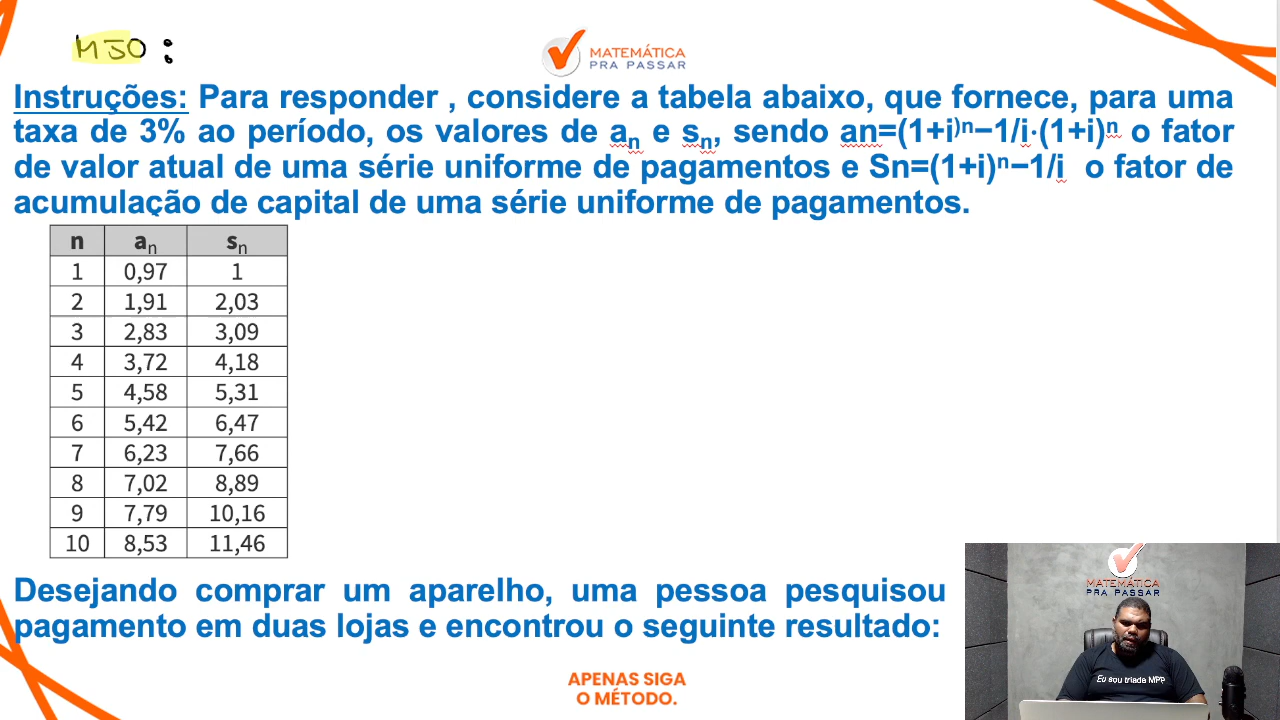 MJO :
MATEMÁTICA
PRA PASSAR
Instruções: Para responder , considere a tabela abaixo, que fornece, para uma
taxa de 3% ao período, os valores de an e sn, sendo an=(1+i)n−1/i·(1+i)n o fator
de valor atual de uma série uniforme de pagamentos e Sn=(1+i)n−1/i o fator de
acumulação de capital de uma série uniforme de pagamentos.
n an sn
1 0,97 1
2 1,91 2,03
3 2,83 3,09
4 3,72 4,18
5 4,58 5,31
6 5,42 6,47
7 6,23 7,66
8 7,02 8,89
9 7,79 10,16
10 8,53 11,46
Desejando comprar um aparelho, uma pessoa pesquisou
pagamento em duas lojas e encontrou o seguinte resultado:
APENAS SIGA
O MÉTODO.
MATEMÁTICA
PRA PASSAR
Eu sou tríade MPP